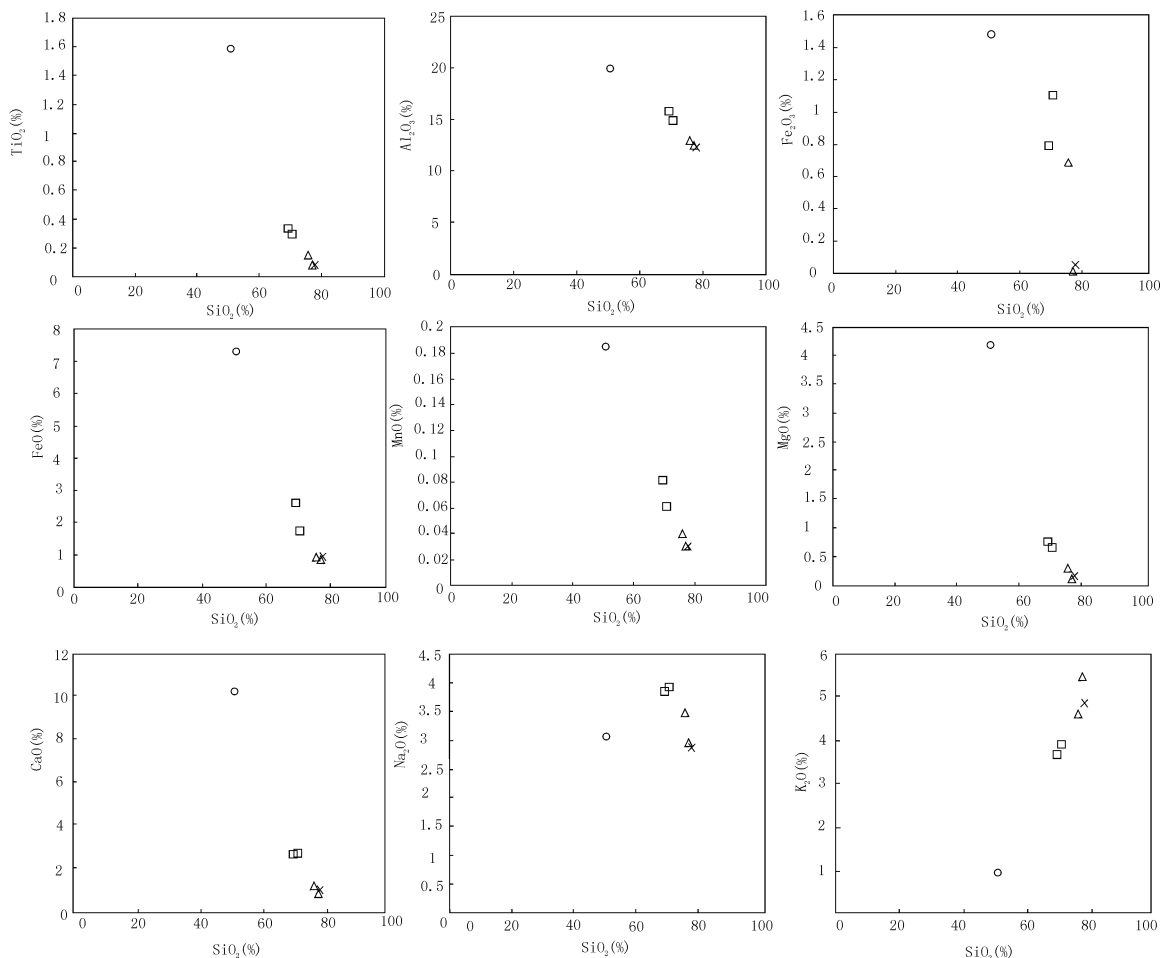 1.8
1.6
1.4
1.2
1
0.8
0.6
0.4
0.2
0
TiO₂(%)
0 20 40 60 80 100
SiO₂(%)
25
20
15
10
5
0
Al₂O₃(%)
0 20 40 60 80 100
SiO₂(%)
1.6
1.4
1.2
1
0.8
0.6
0.4
0.2
0
Fe₂O₃(%)
0 20 40 60 80 100
SiO₂(%)
8
7
6
5
4
3
2
1
0
FeO(%)
0 20 40 60 80 100
SiO₂(%)
0.2
0.18
0.16
0.14
0.12
0.1
0.08
0.06
0.04
0.02
0
MnO(%)
0 20 40 60 80 100
SiO₂(%)
4.5
4
3.5
3
2.5
2
1.5
1
0.5
0
MgO(%)
0 20 40 60 80 100
SiO₂(%)
12
10
8
6
4
2
0
CaO(%)
0 20 40 60 80 100
SiO₂(%)
4.5
4
3.5
3
2.5
2
1.5
1
0.5
Na₂O(%)
0 20 40 60 80 100
SiO₂(%)
6
5
4
3
2
1
K₂O(%)
0 20 40 60 80 100
SiO₂(%)